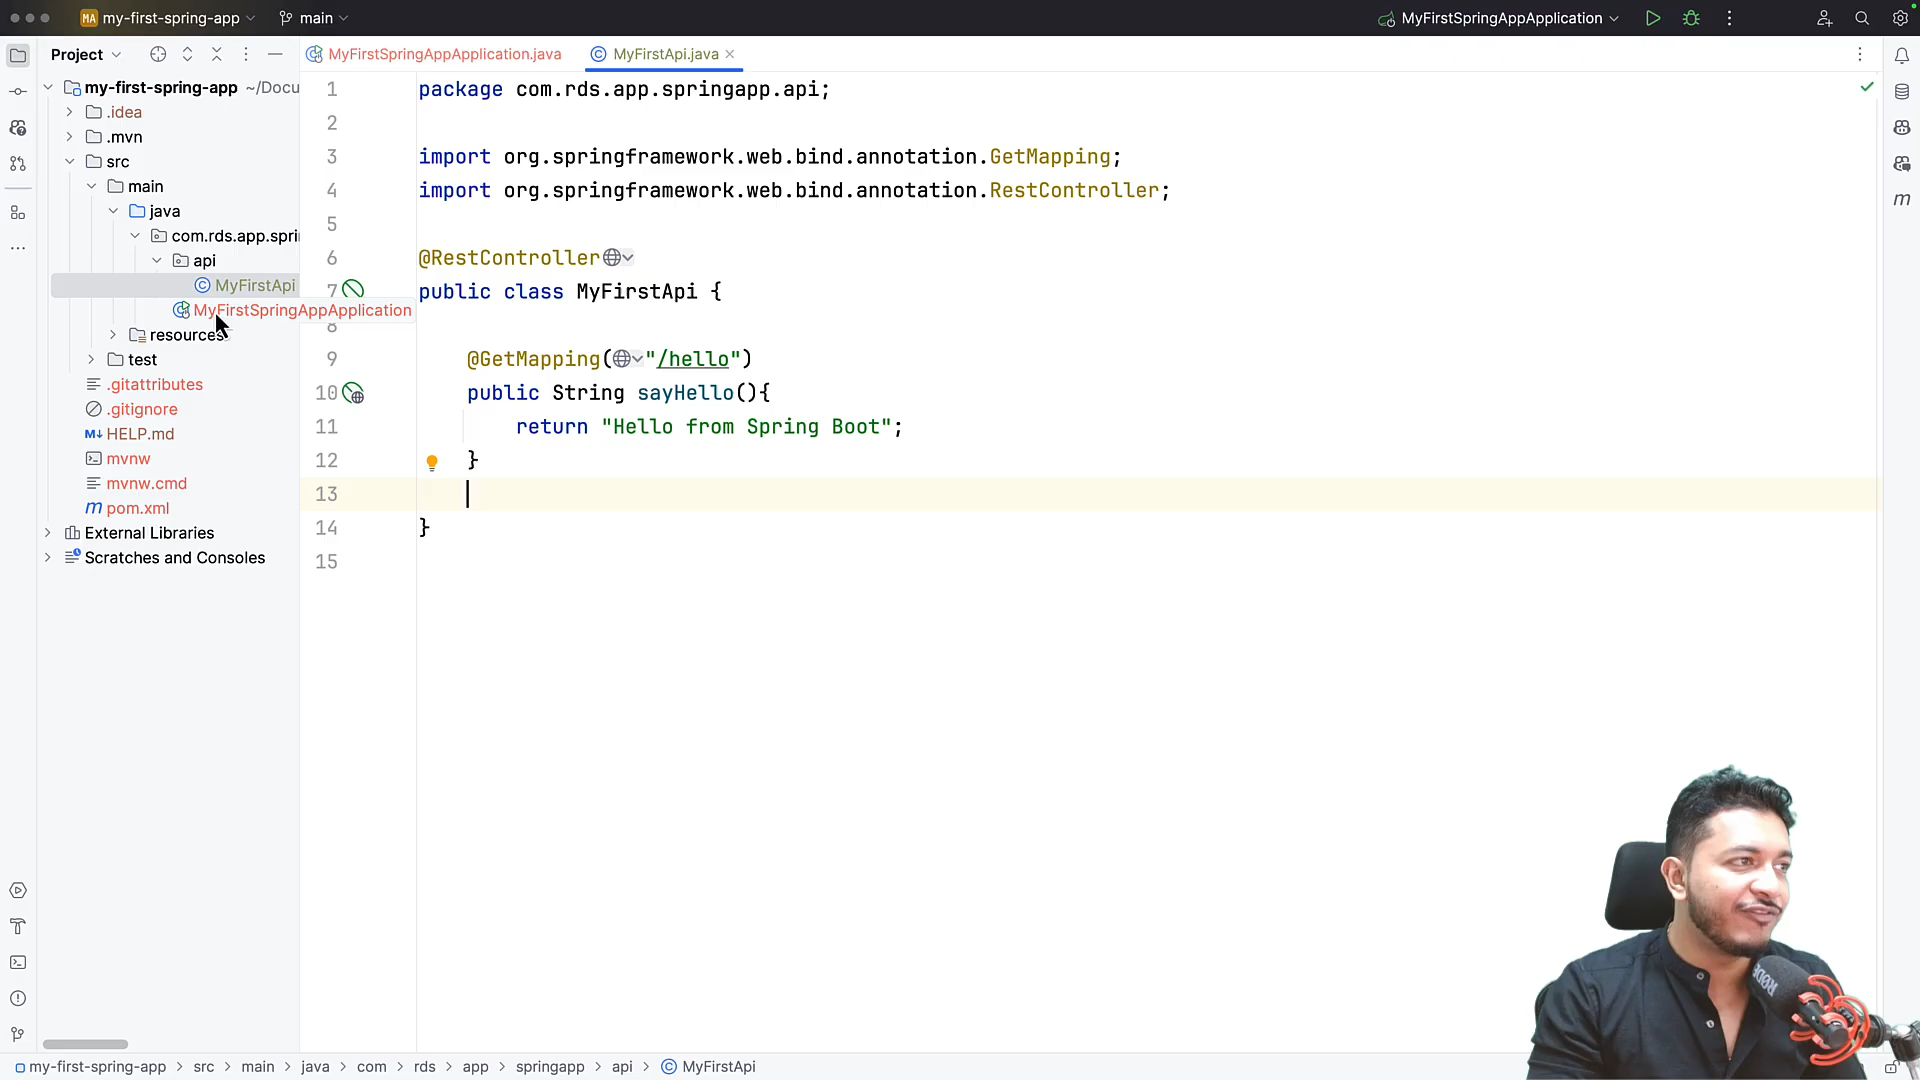 MA my-first-spring-app main MyFirstSpringAppApplication
Project
MyFirstSpringAppApplication.java MyFirstApi.java
my-first-spring-app ~/Docu
.idea
.mvn
src
main
java
com.rds.app.spri
api
MyFirstApi
MyFirstSpringAppApplication
resources
test
.gitattributes
.gitignore
M↓ HELP.md
mvnw
mvnw.cmd
m pom.xml
External Libraries
Scratches and Consoles
1 package com.rds.app.springapp.api;
2
3 import org.springframework.web.bind.annotation.GetMapping;
4 import org.springframework.web.bind.annotation.RestController;
5
6 @RestController
7 public class MyFirstApi {
8
9 @GetMapping("/hello")
10 public String sayHello(){
11 return "Hello from Spring Boot";
12 }
13
14 }
15
m
RØDE
my-first-spring-app > src > main > java > com > rds > app > springapp > api > MyFirstApi